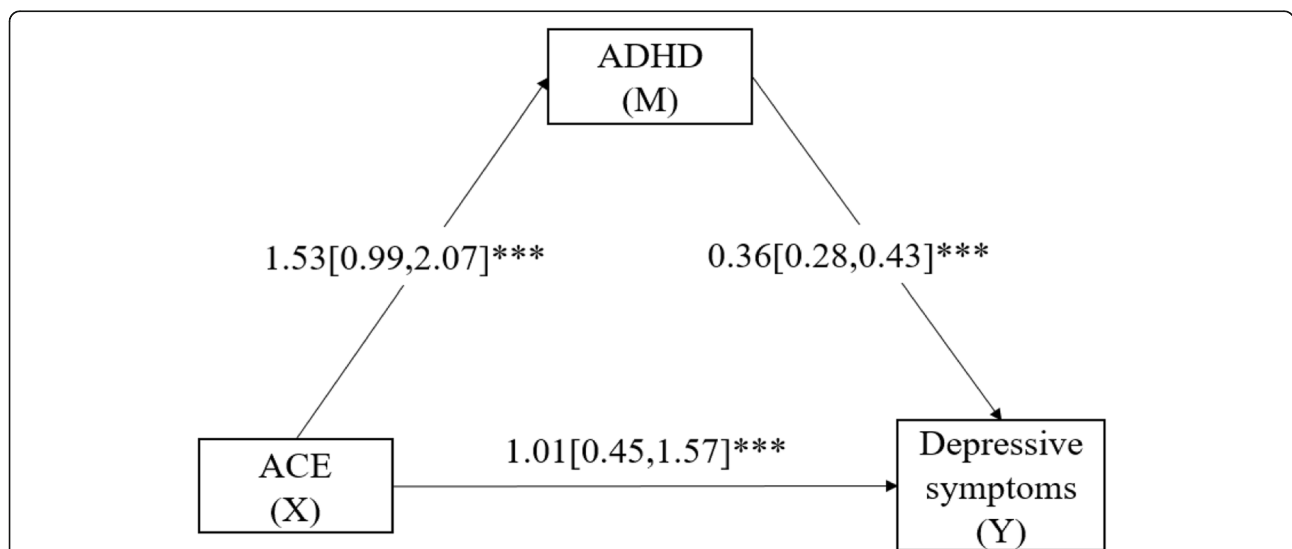 ADHD
(M)
1.53[0.99,2.07]***
0.36[0.28,0.43]***
1.01[0.45,1.57]***
ACE
(X)
Depressive
symptoms
(Y)